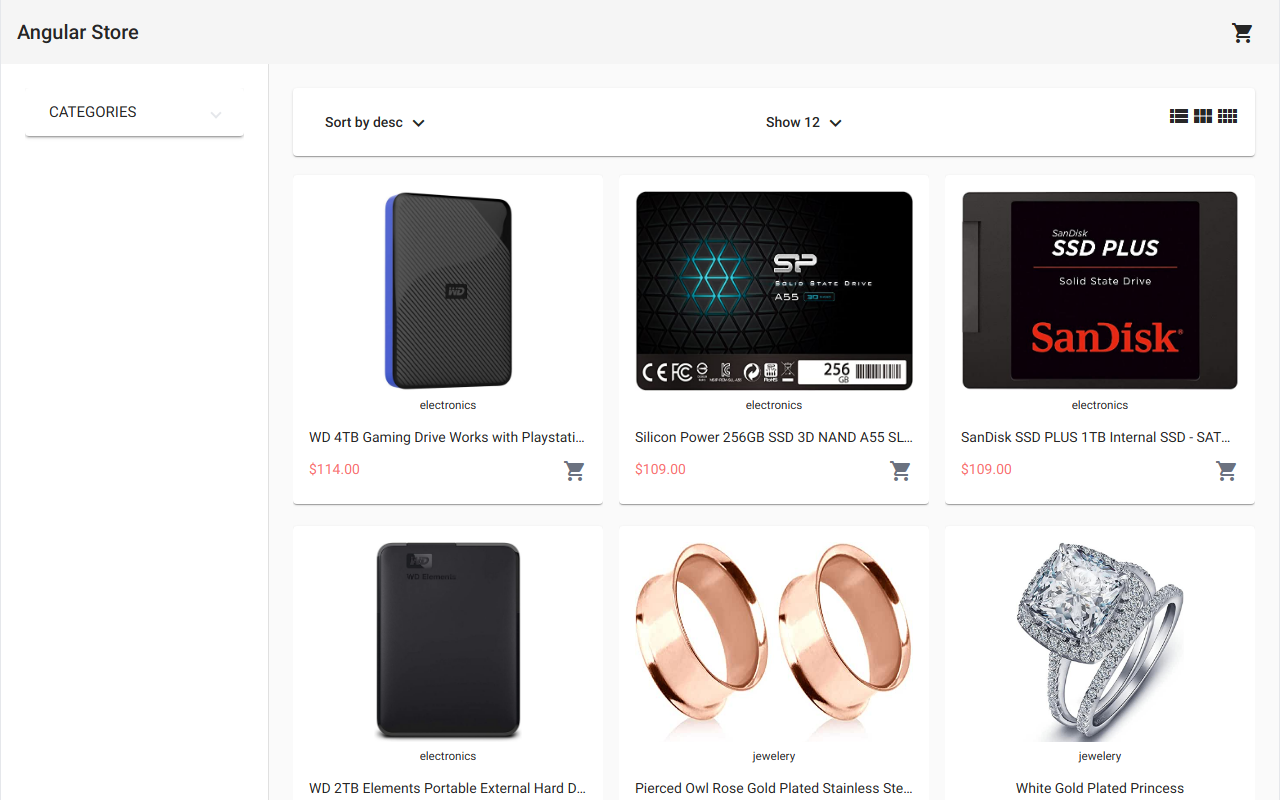 Angular Store
CATEGORIES
Sort by desc
Show 12
WD
SP
SOLID STATE DRIVE
A55 3D NAND
256
GB
SanDisk
SSD PLUS
Solid State Drive
SanDisk
electronics
electronics
electronics
WD 4TB Gaming Drive Works with Playstati...
Silicon Power 256GB SSD 3D NAND A55 SL...
SanDisk SSD PLUS 1TB Internal SSD - SAT...
$114.00
$109.00
$109.00
WD
WD Elements
electronics
jewelery
jewelery
WD 2TB Elements Portable External Hard D...
Pierced Owl Rose Gold Plated Stainless Ste...
White Gold Plated Princess